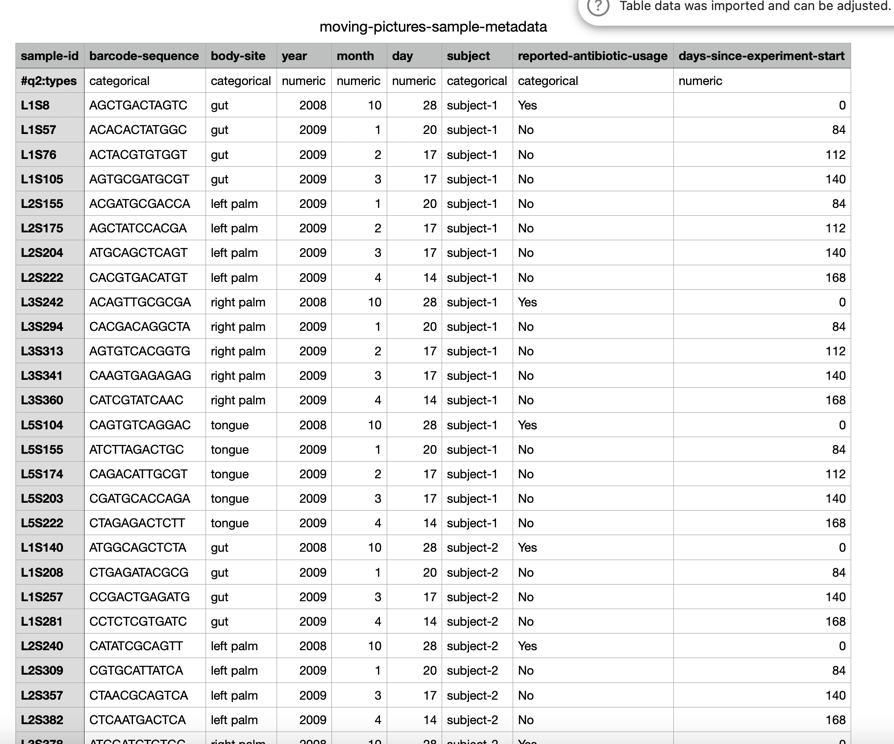 Table data was imported and can be adjusted.
moving-pictures-sample-metadata
sample-id barcode-sequence body-site year month day subject reported-antibiotic-usage days-since-experiment-start
#q2:types categorical categorical numeric numeric numeric categorical categorical numeric
L1S8 AGCTGACTAGTC gut 2008 10 28 subject-1 Yes 0
L1S57 ACACACTATGGC gut 2009 1 20 subject-1 No 84
L1S76 ACTACGTGTGGT gut 2009 2 17 subject-1 No 112
L1S105 AGTGCGATGCGT gut 2009 3 17 subject-1 No 140
L2S155 ACGATGCGACCA left palm 2009 1 20 subject-1 No 84
L2S175 AGCTATCCACGA left palm 2009 2 17 subject-1 No 112
L2S204 ATGCAGCTCAGT left palm 2009 3 17 subject-1 No 140
L2S222 CACGTGACATGT left palm 2009 4 14 subject-1 No 168
L3S242 ACAGTTGCGCGA right palm 2008 10 28 subject-1 Yes 0
L3S294 CACGACAGGCTA right palm 2009 1 20 subject-1 No 84
L3S313 AGTGTCACGGTG right palm 2009 2 17 subject-1 No 112
L3S341 CAAGTGAGAGAG right palm 2009 3 17 subject-1 No 140
L3S360 CATCGTATCAAC right palm 2009 4 14 subject-1 No 168
L5S104 CAGTGTCAGGAC tongue 2008 10 28 subject-1 Yes 0
L5S155 ATCTTAGACTGC tongue 2009 1 20 subject-1 No 84
L5S174 CAGACATTGCGT tongue 2009 2 17 subject-1 No 112
L5S203 CGATGCACCAGA tongue 2009 3 17 subject-1 No 140
L5S222 CTAGAGACTCTT tongue 2009 4 14 subject-1 No 168
L1S140 ATGGCAGCTCTA gut 2008 10 28 subject-2 Yes 0
L1S208 CTGAGATACGCG gut 2009 1 20 subject-2 No 84
L1S257 CCGACTGAGATG gut 2009 3 17 subject-2 No 140
L1S281 CCTCTCGTGATC gut 2009 4 14 subject-2 No 168
L2S240 CATATCGCAGTT left palm 2008 10 28 subject-2 Yes 0
L2S309 CGTGCATTATCA left palm 2009 1 20 subject-2 No 84
L2S357 CTAACGCAGTCA left palm 2009 3 17 subject-2 No 140
L2S382 CTCAATGACTCA left palm 2009 4 14 subject-2 No 168
right palm 2008 10 28 subject-2 Yes 0